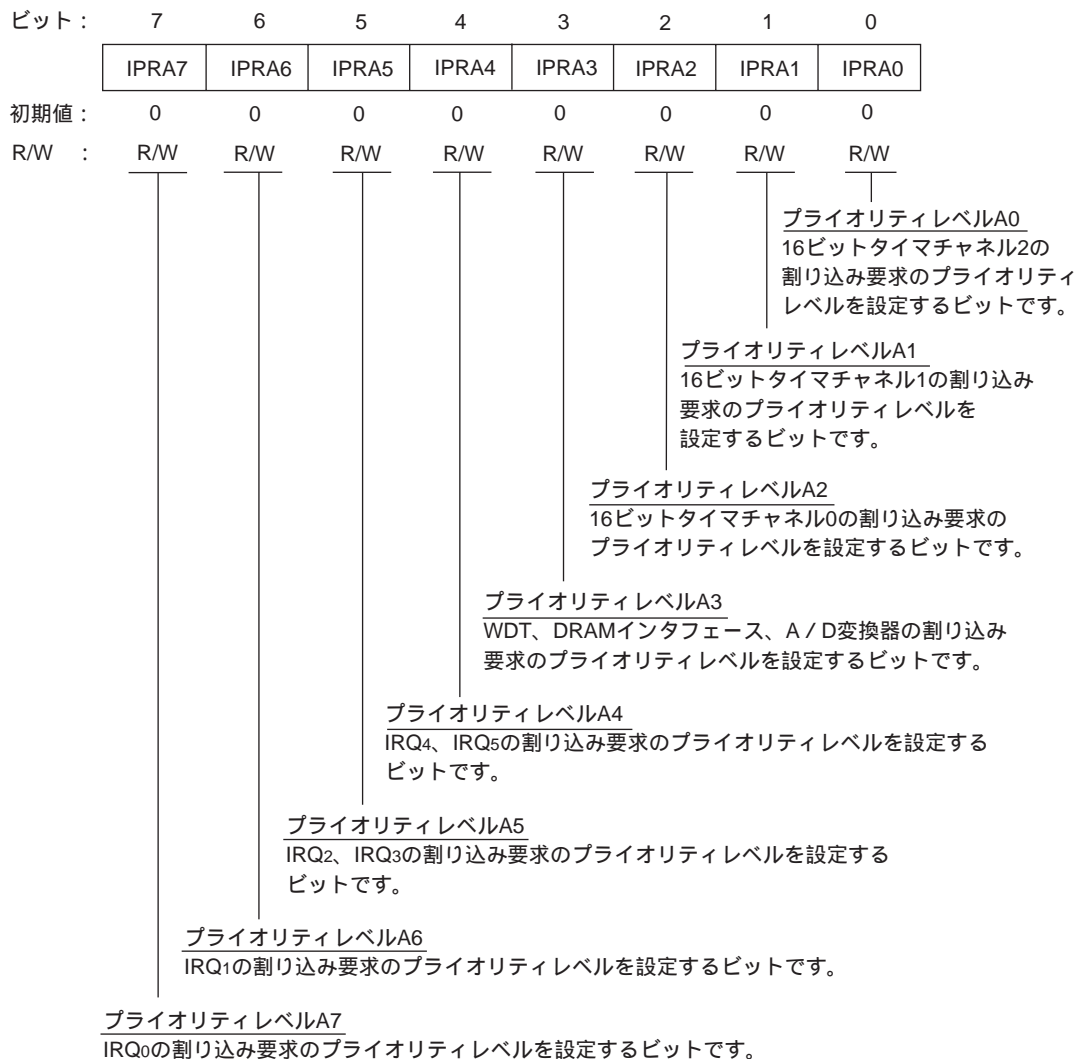 ビット： 7 6 5 4 3 2 1 0
IPRA7 IPRA6 IPRA5 IPRA4 IPRA3 IPRA2 IPRA1 IPRA0
初期値： 0 0 0 0 0 0 0 0
R/W ： R/W R/W R/W R/W R/W R/W R/W R/W
プライオリティレベルA0
16ビットタイマチャネル2の
割り込み要求のプライオリティ
レベルを設定するビットです。
プライオリティレベルA1
16ビットタイマチャネル1の割り込み
要求のプライオリティレベルを
設定するビットです。
プライオリティレベルA2
16ビットタイマチャネル0の割り込み要求の
プライオリティレベルを設定するビットです。
プライオリティレベルA3
WDT、DRAMインタフェース、A／D変換器の割り込み
要求のプライオリティレベルを設定するビットです。
プライオリティレベルA4
IRQ4、IRQ5の割り込み要求のプライオリティレベルを設定する
ビットです。
プライオリティレベルA5
IRQ2、IRQ3の割り込み要求のプライオリティレベルを設定する
ビットです。
プライオリティレベルA6
IRQ1の割り込み要求のプライオリティレベルを設定するビットです。
プライオリティレベルA7
IRQ0の割り込み要求のプライオリティレベルを設定するビットです。